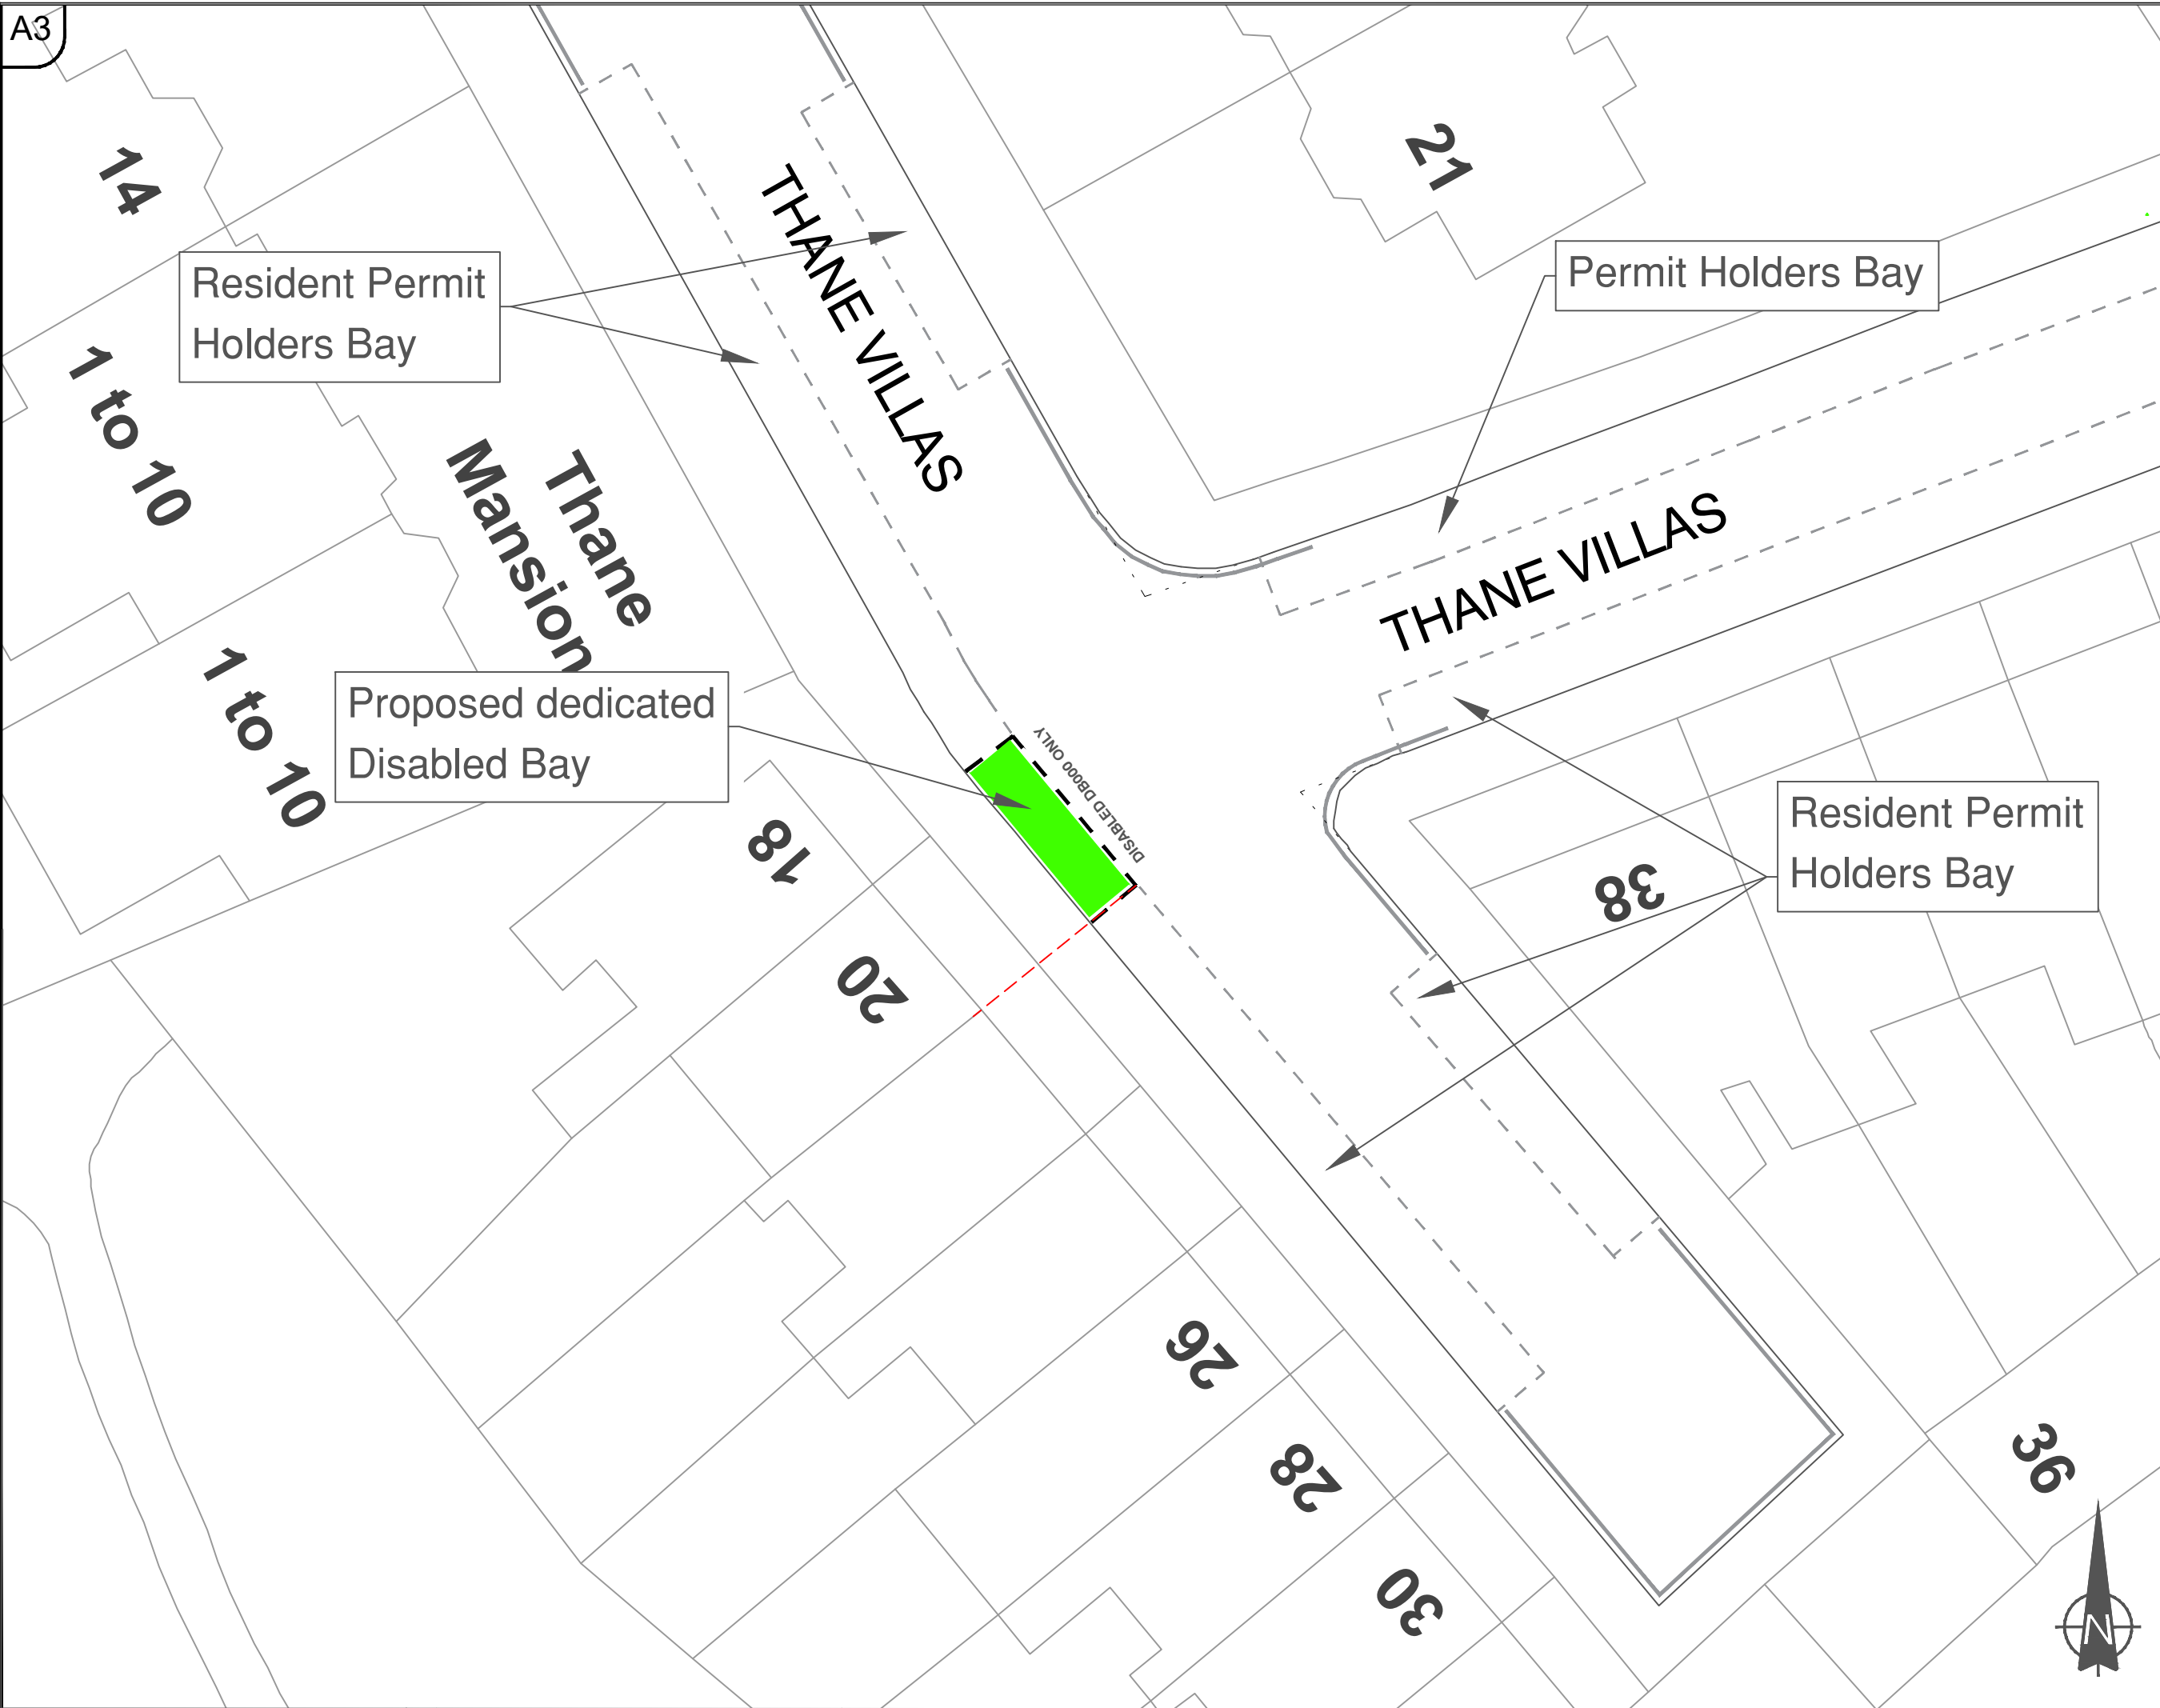 A3
14
21
THANE VILLAS
Resident Permit
Holders Bay
Permit Holders Bay
1 to 10
Thane
Mansion
THANE VILLAS
1 to 10
Proposed dedicated
Disabled Bay
DISABLED DB000 ONLY
Resident Permit
Holders Bay
18
38
20
26
28
36
30
N